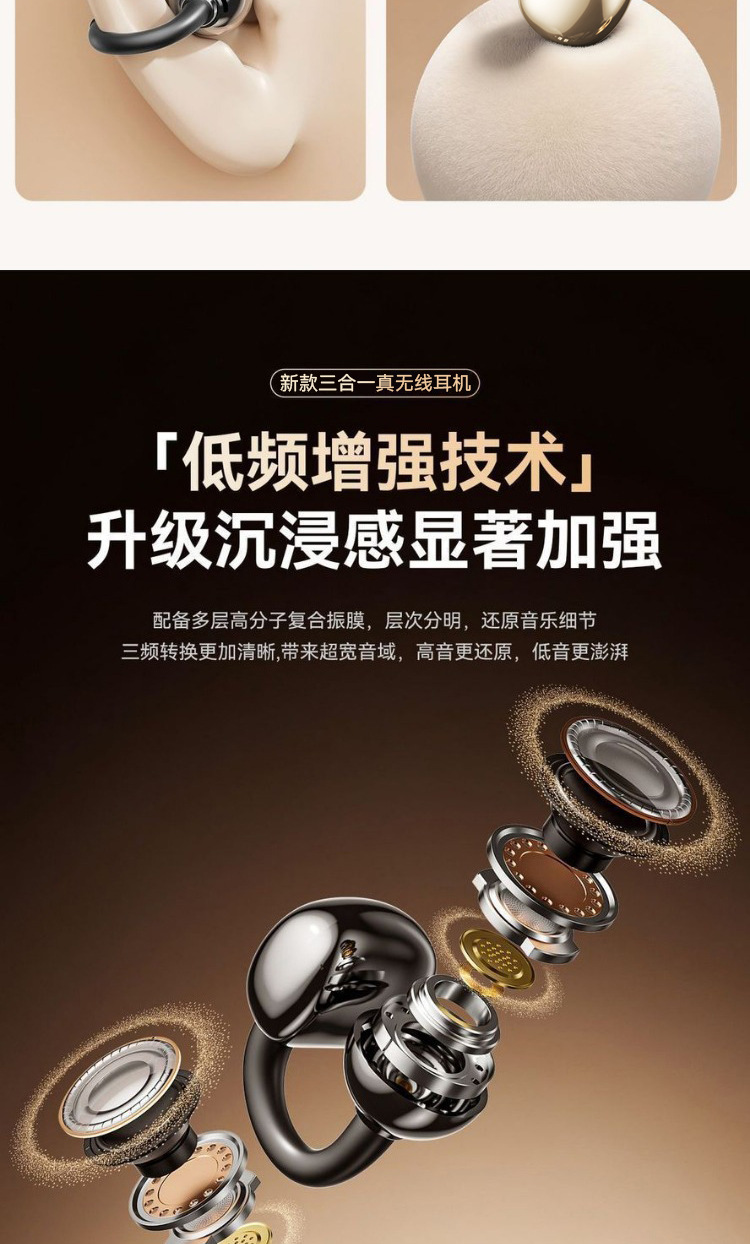 新款三合一真无线耳机
「低频增强技术」
升级沉浸感显著加强
配备多层高分子复合振膜，层次分明，还原音乐细节
三频转换更加清晰,带来超宽音域，高音更还原，低音更澎湃